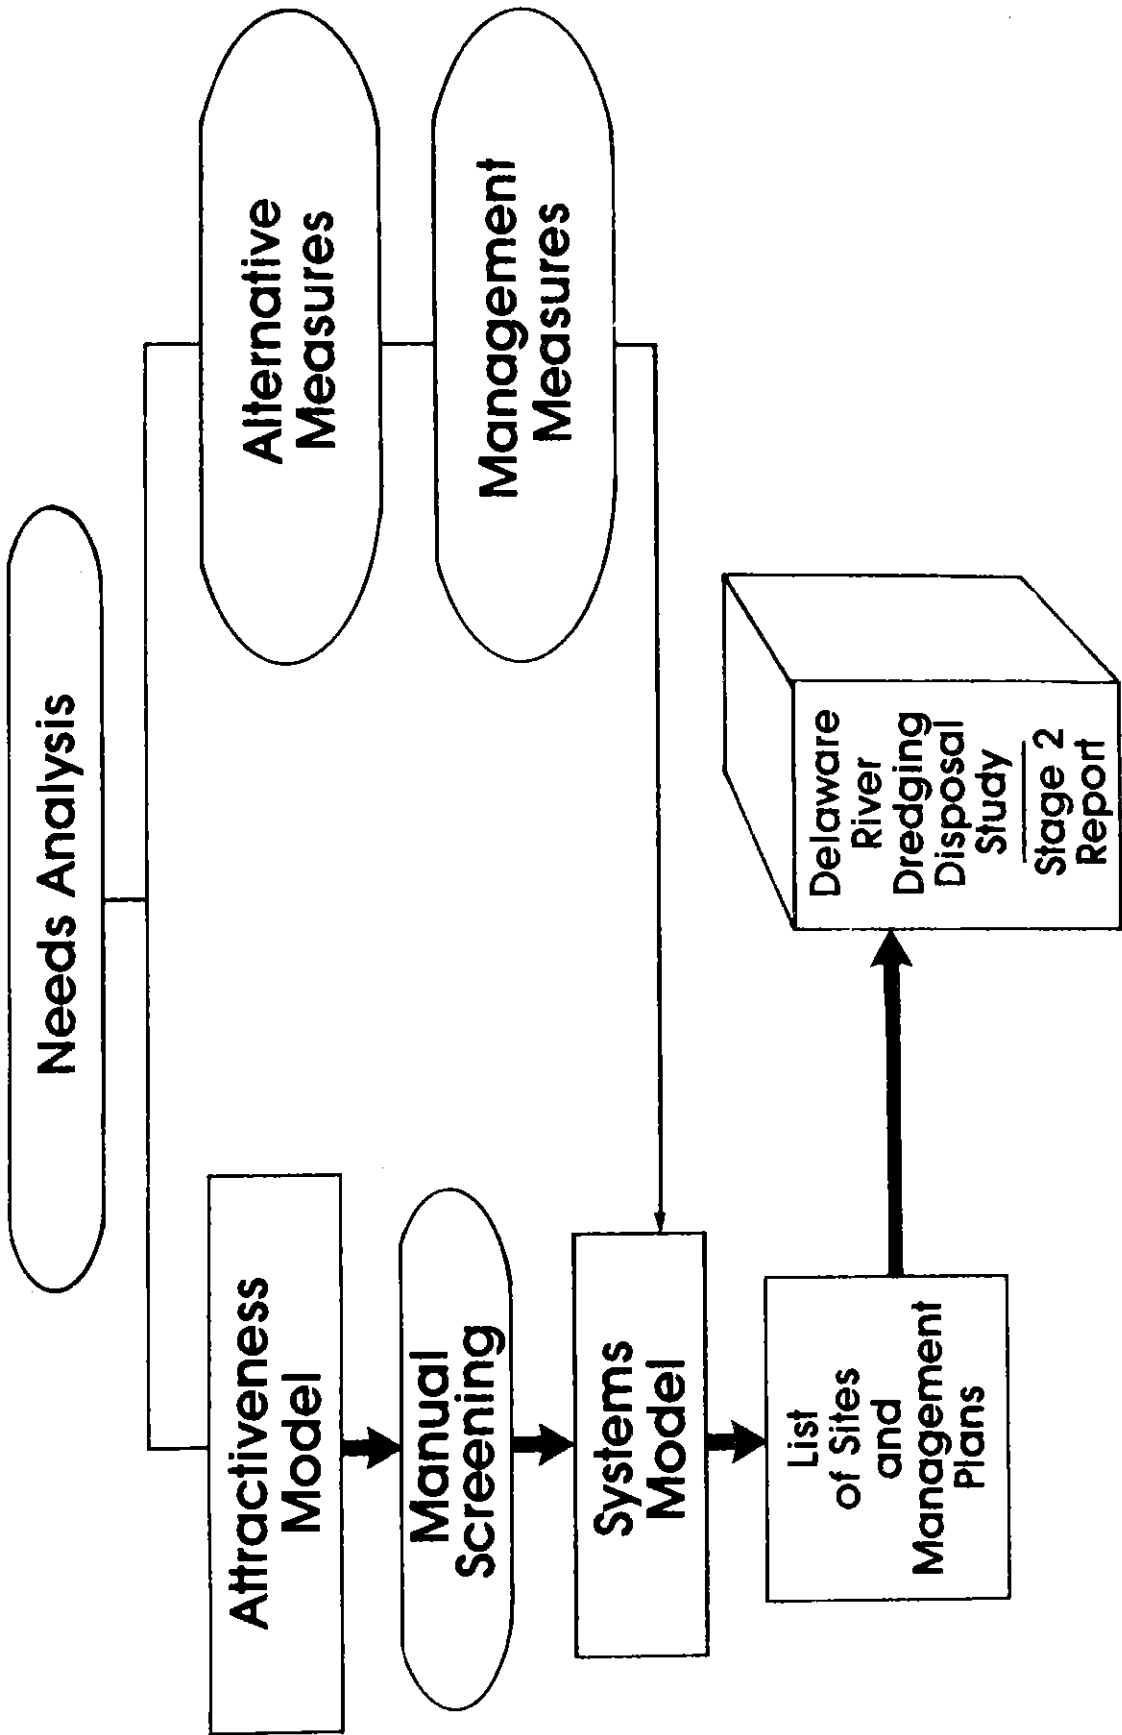 Needs Analysis
Attractiveness
Model
Alternative
Measures
Manual
Screening
Management
Measures
Systems
Model
List
of Sites
and
Management
Plans
Delaware
River
Dredging
Disposal
Study
Stage 2
Report